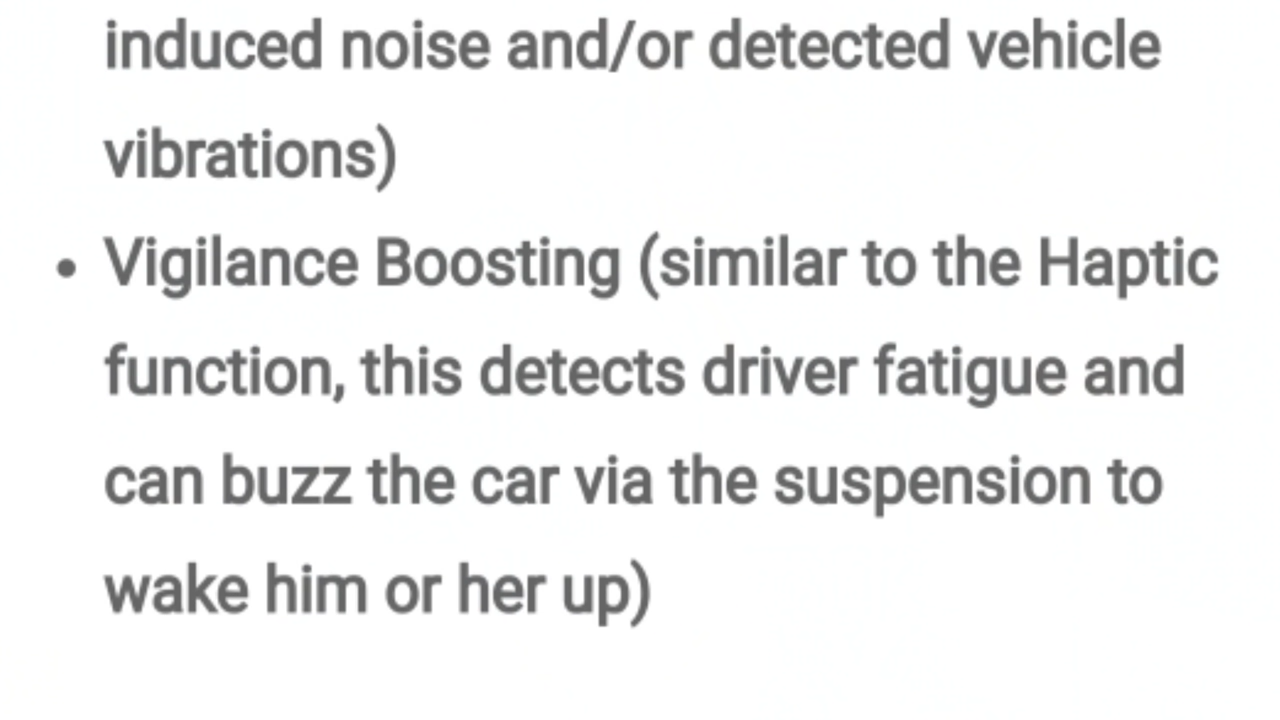 induced noise and/or detected vehicle
vibrations)
• Vigilance Boosting (similar to the Haptic
function, this detects driver fatigue and
can buzz the car via the suspension to
wake him or her up)